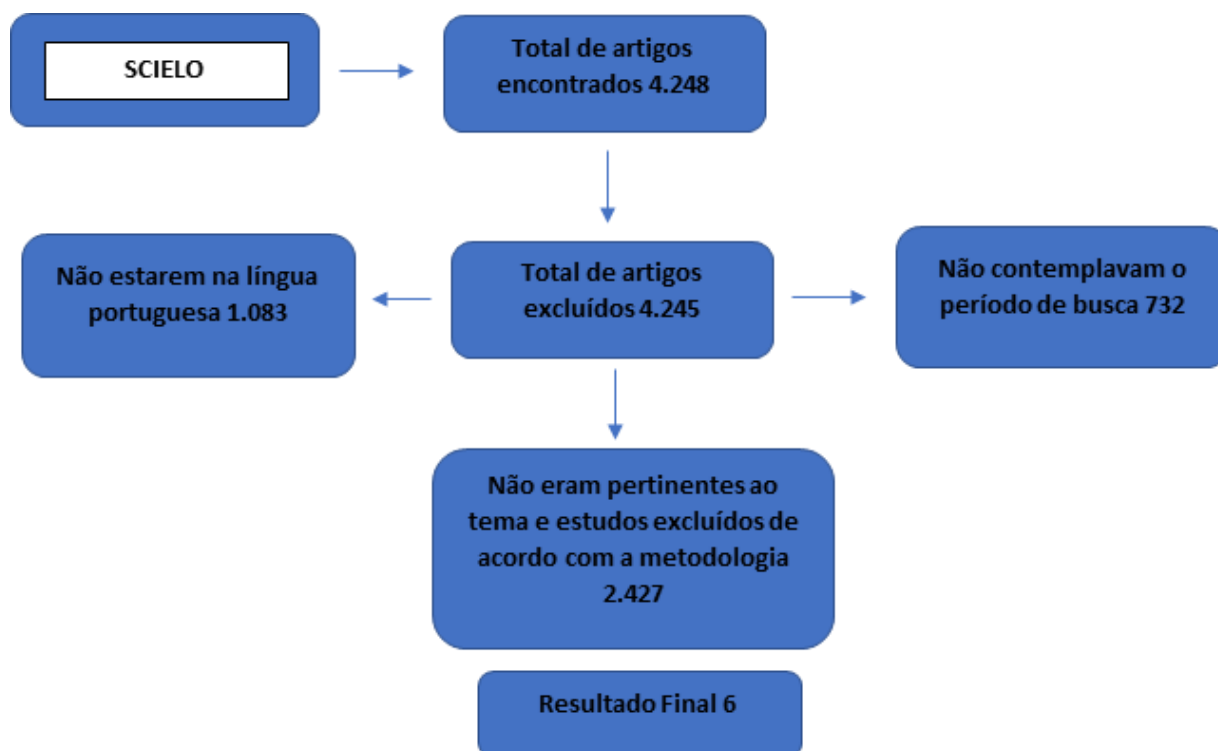 SCIELO
Total de artigos
encontrados 4.248
Não estarem na língua
portuguesa 1.083
Total de artigos
excluídos 4.245
Não contemplavam o
período de busca 732
Não eram pertinentes ao
tema e estudos excluídos de
acordo com a metodologia
2.427
Resultado Final 6